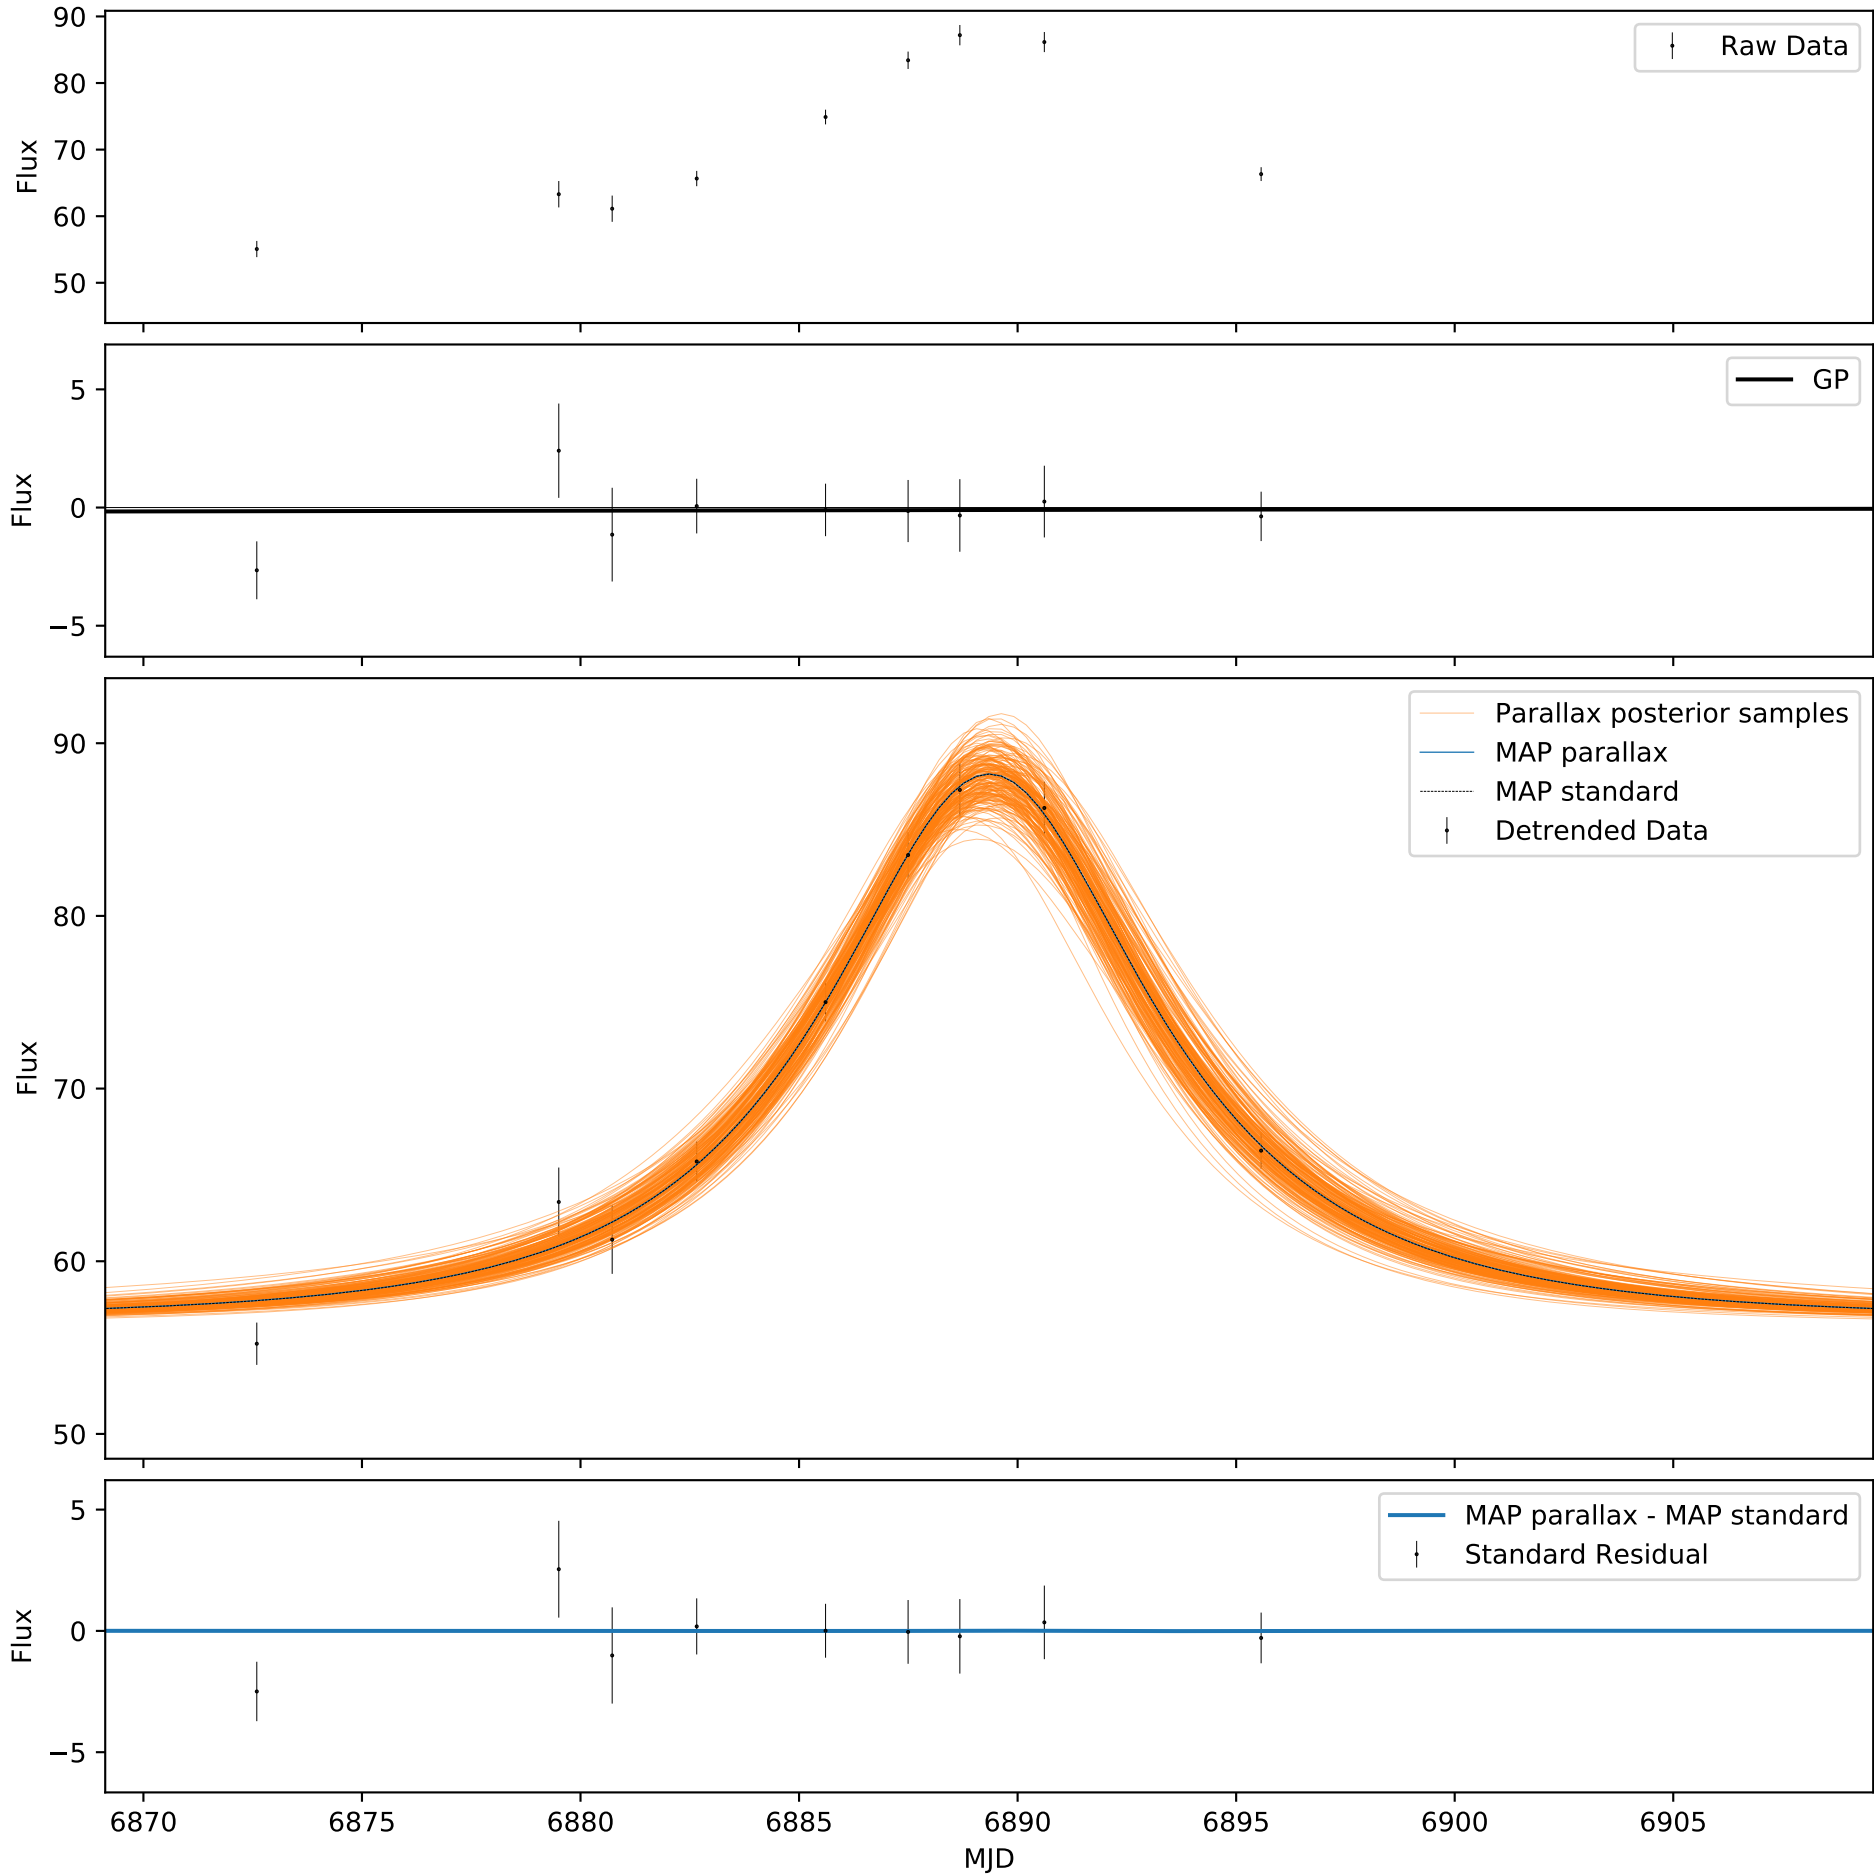 90
80
70
60
50
Flux
Raw Data
5
0
−5
Flux
GP
90
80
70
60
50
Flux
Parallax posterior samples
MAP parallax
MAP standard
Detrended Data
5
0
−5
Flux
MAP parallax - MAP standard
Standard Residual
6870 6875 6880 6885 6890 6895 6900 6905
MJD